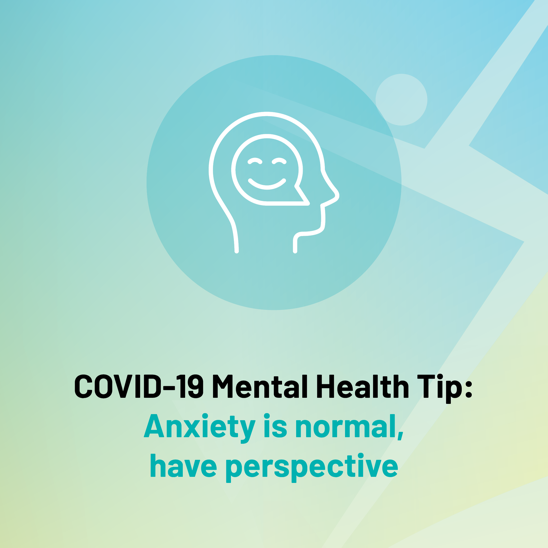 COVID-19 Mental Health Tip:
Anxiety is normal,
have perspective